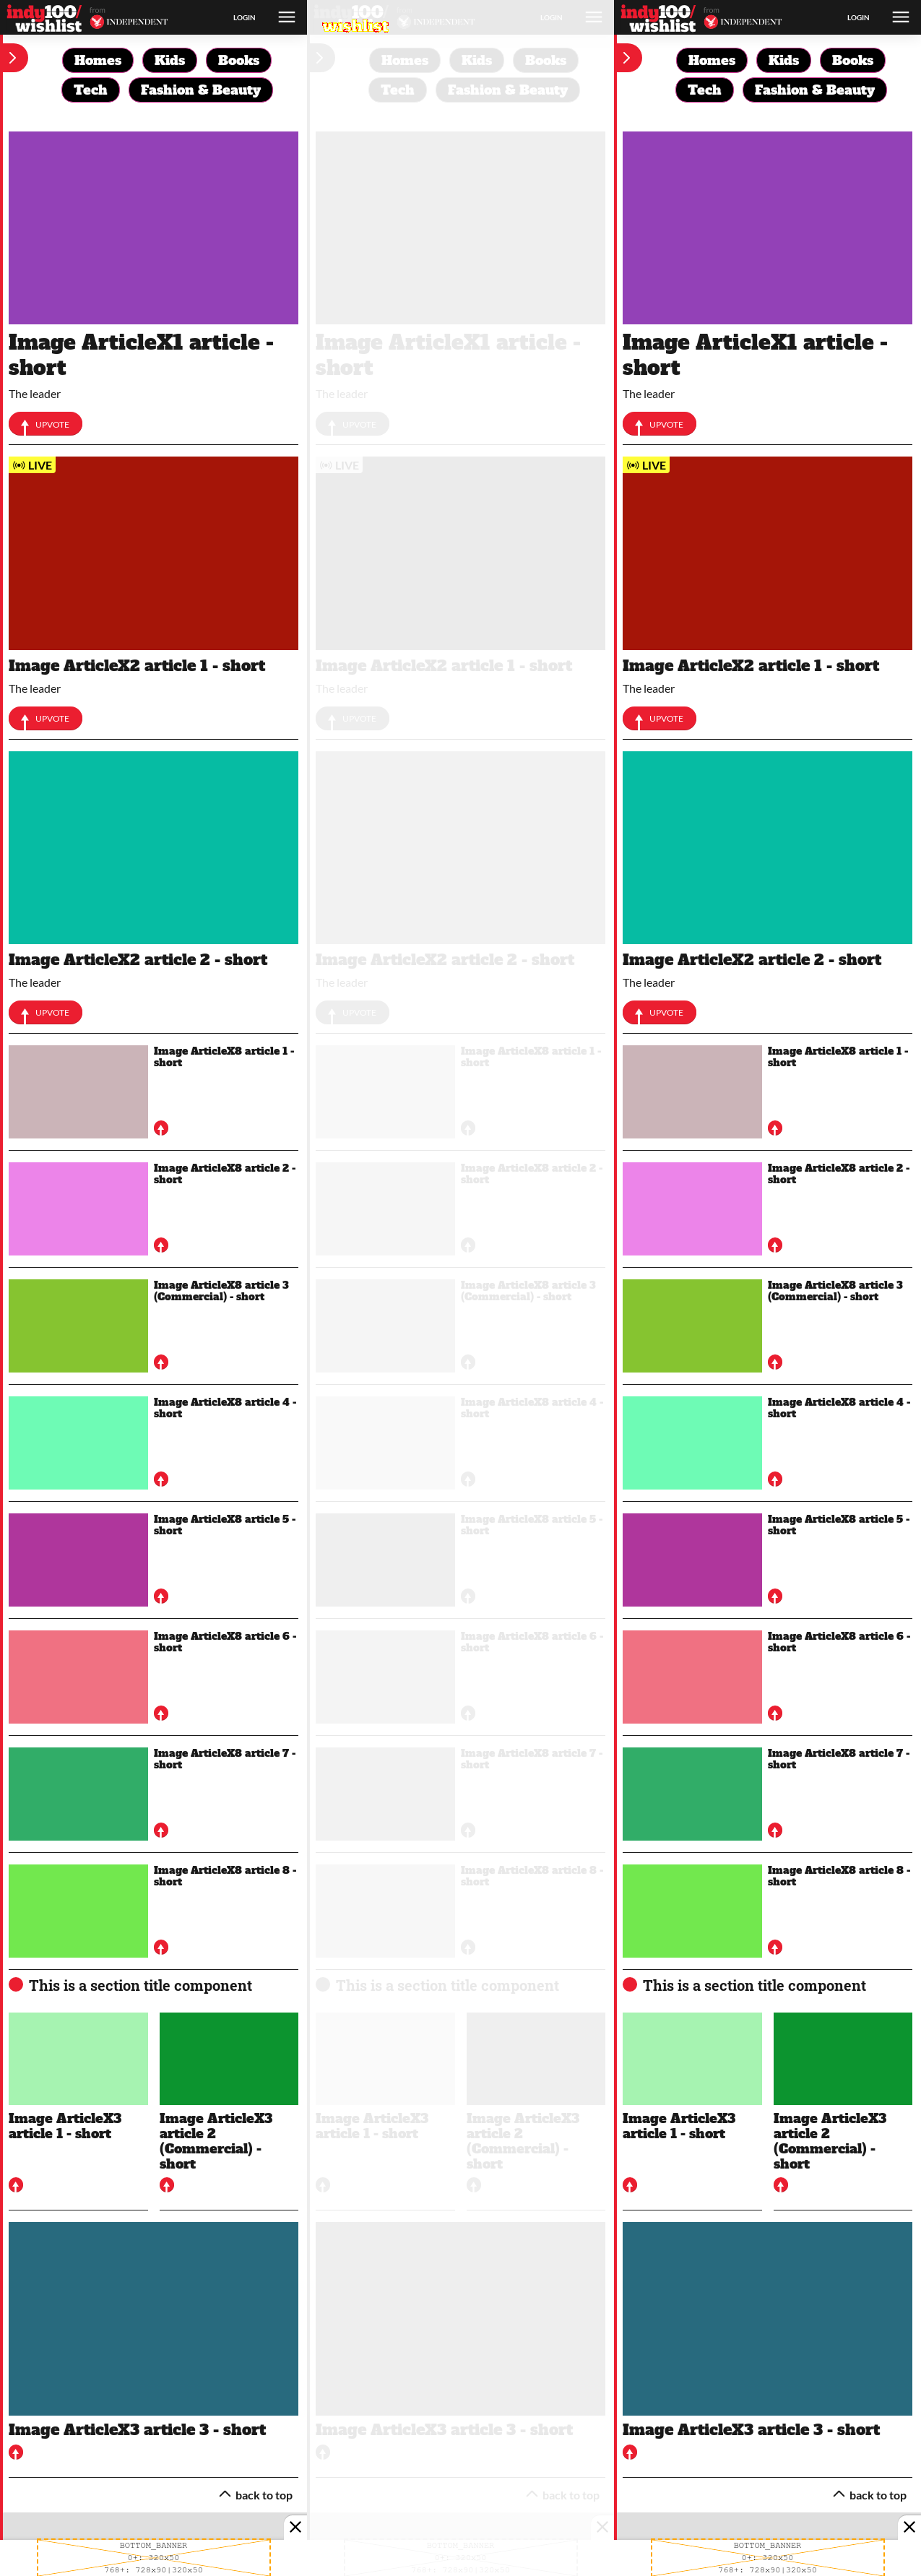 indy100/
wishlist
from
INDEPENDENT
LOGIN
Homes
Kids
Books
Tech
Fashion & Beauty
Image ArticleX1 article -
short
The leader
UPVOTE
LIVE
Image ArticleX2 article 1 - short
The leader
UPVOTE
Image ArticleX2 article 2 - short
The leader
UPVOTE
Image ArticleX8 article 1 -
short
Image ArticleX8 article 2 -
short
Image ArticleX8 article 3
(Commercial) - short
Image ArticleX8 article 4 -
short
Image ArticleX8 article 5 -
short
Image ArticleX8 article 6 -
short
Image ArticleX8 article 7 -
short
Image ArticleX8 article 8 -
short
This is a section title component
Image ArticleX3
article 1 - short
Image ArticleX3
article 2
(Commercial) -
short
Image ArticleX3 article 3 - short
back to top
BOTTOM_BANNER
0+: 320x50
768+: 728x90|320x50
indy100/
wishlist
INDEPENDENT
LOGIN
Homes
Kids
Books
Tech
Fashion & Beauty
Image ArticleX1 article -
short
The leader
UPVOTE
LIVE
Image ArticleX2 article 1 - short
The leader
UPVOTE
Image ArticleX2 article 2 - short
The leader
UPVOTE
Image ArticleX8 article 1 -
short
Image ArticleX8 article 2 -
short
Image ArticleX8 article 3
(Commercial) - short
Image ArticleX8 article 4 -
short
Image ArticleX8 article 5 -
short
Image ArticleX8 article 6 -
short
Image ArticleX8 article 7 -
short
Image ArticleX8 article 8 -
short
This is a section title component
Image ArticleX3
article 1 - short
Image ArticleX3
article 2
(Commercial) -
short
Image ArticleX3 article 3 - short
back to top
indy100/
wishlist
from
INDEPENDENT
LOGIN
Homes
Kids
Books
Tech
Fashion & Beauty
Image ArticleX1 article -
short
The leader
UPVOTE
LIVE
Image ArticleX2 article 1 - short
The leader
UPVOTE
Image ArticleX2 article 2 - short
The leader
UPVOTE
Image ArticleX8 article 1 -
short
Image ArticleX8 article 2 -
short
Image ArticleX8 article 3
(Commercial) - short
Image ArticleX8 article 4 -
short
Image ArticleX8 article 5 -
short
Image ArticleX8 article 6 -
short
Image ArticleX8 article 7 -
short
Image ArticleX8 article 8 -
short
This is a section title component
Image ArticleX3
article 1 - short
Image ArticleX3
article 2
(Commercial) -
short
Image ArticleX3 article 3 - short
back to top
BOTTOM_BANNER
0+: 320x50
768+: 728x90|320x50